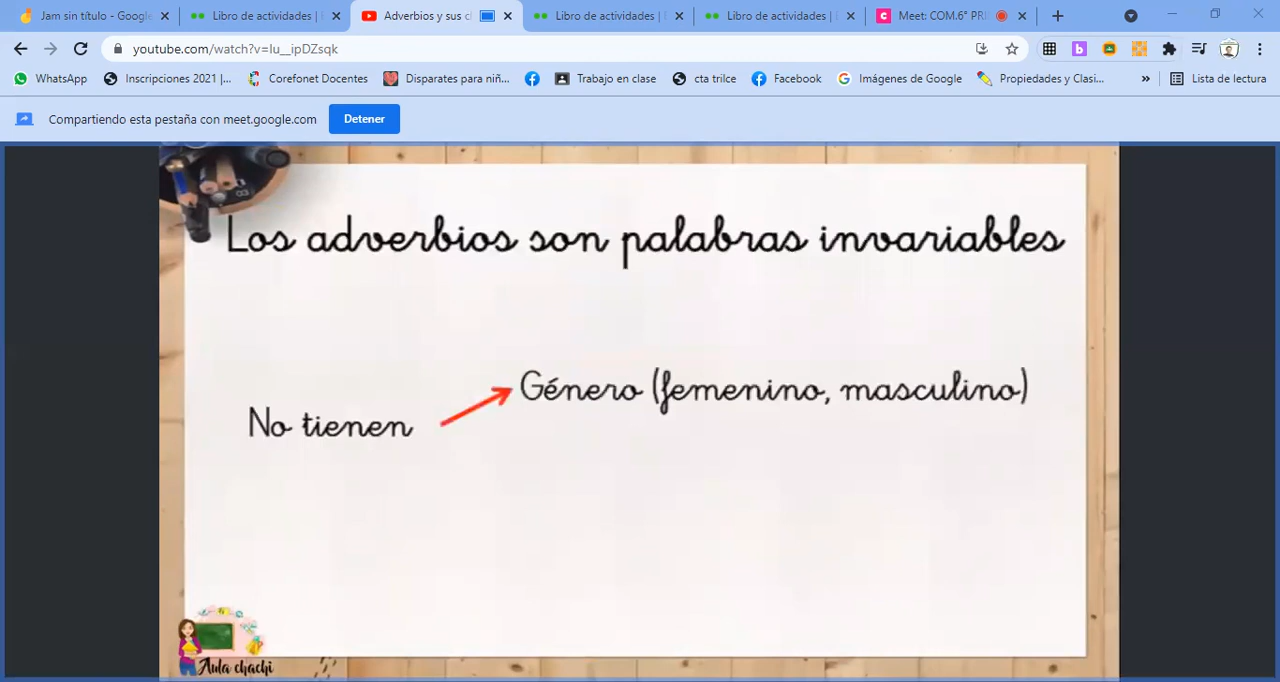 Jam sin título - Google
Libro de actividades |
Adverbios y sus c
Libro de actividades |
Libro de actividades |
Meet: COM.6° PRI
youtube.com/watch?v=lu__ipDZsqk
WhatsApp
Inscripciones 2021 |...
Corefonet Docentes
Disparates para niñ...
Trabajo en clase
cta trilce
Facebook
Imágenes de Google
Propiedades y Clasi...
»
Lista de lectura
Compartiendo esta pestaña con meet.google.com
Detener
Los adverbios son palabras invariables
Género (femenino, masculino)
No tienen
Aula chachi